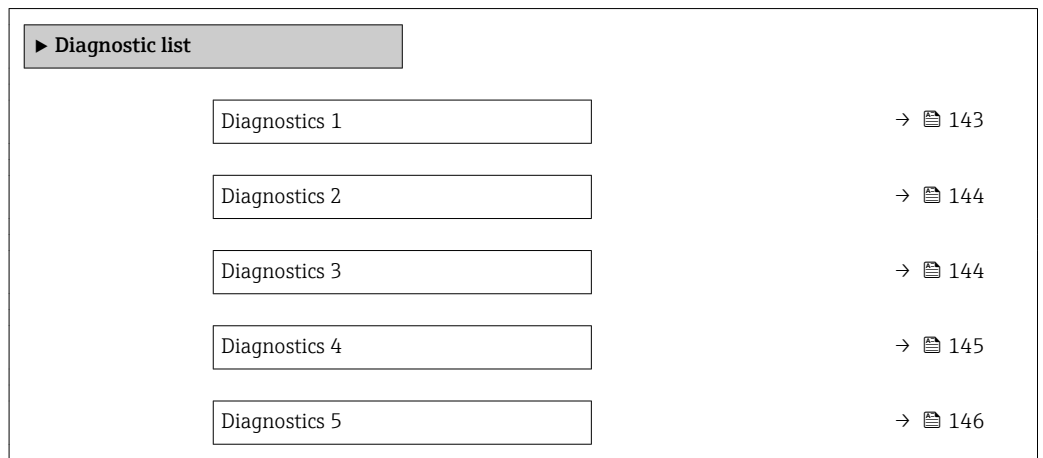 ▶ Diagnostic list
Diagnostics 1 → 143
Diagnostics 2 → 144
Diagnostics 3 → 144
Diagnostics 4 → 145
Diagnostics 5 → 146